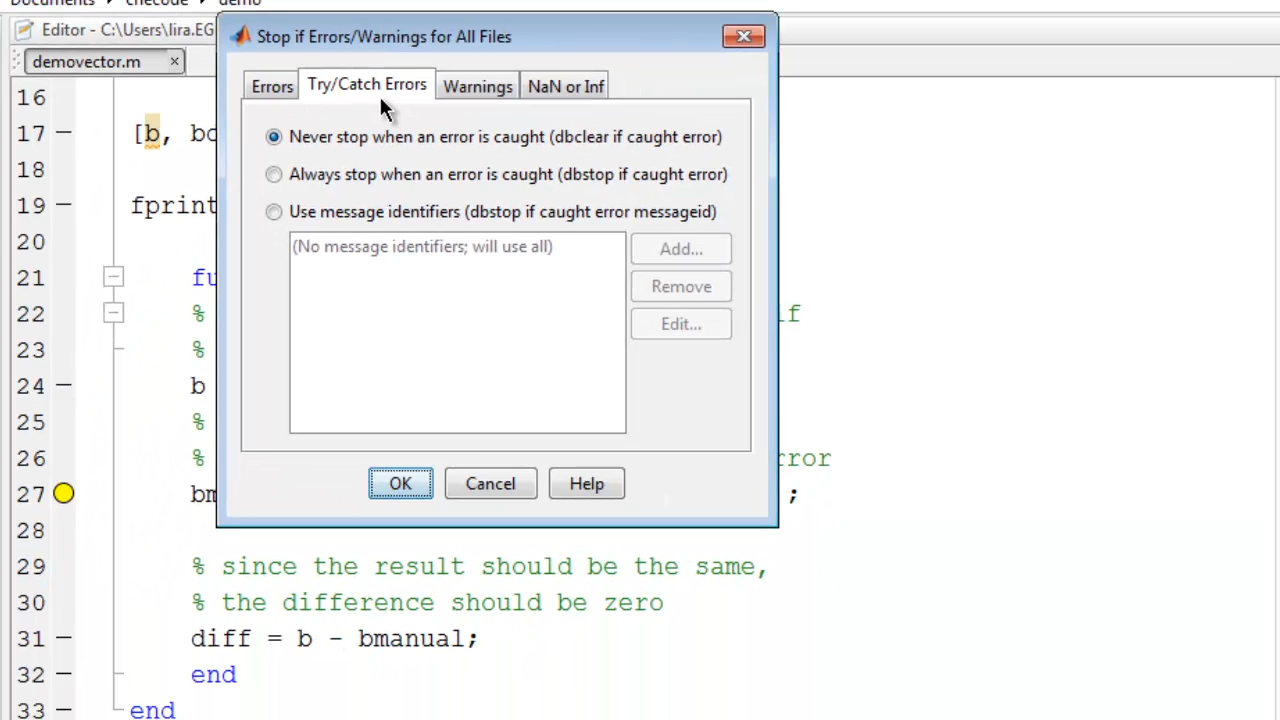 Documents checode demo
Editor - C:\Users\lira.EG
Stop if Errors/Warnings for All Files
demovector.m ×
Errors Try/Catch Errors Warnings NaN or Inf
Never stop when an error is caught (dbclear if caught error)
Always stop when an error is caught (dbstop if caught error)
Use message identifiers (dbstop if caught error messageid)
(No message identifiers; will use all)
Add...
Remove
Edit...
OK Cancel Help
16
17 [b, bo
18
19 fprint
20
21 fu
22 % f
23 %
24 b
25 %
26 % rror
27 bm ;
28
29 % since the result should be the same,
30 % the difference should be zero
31 diff = b - bmanual;
32 end
33 end